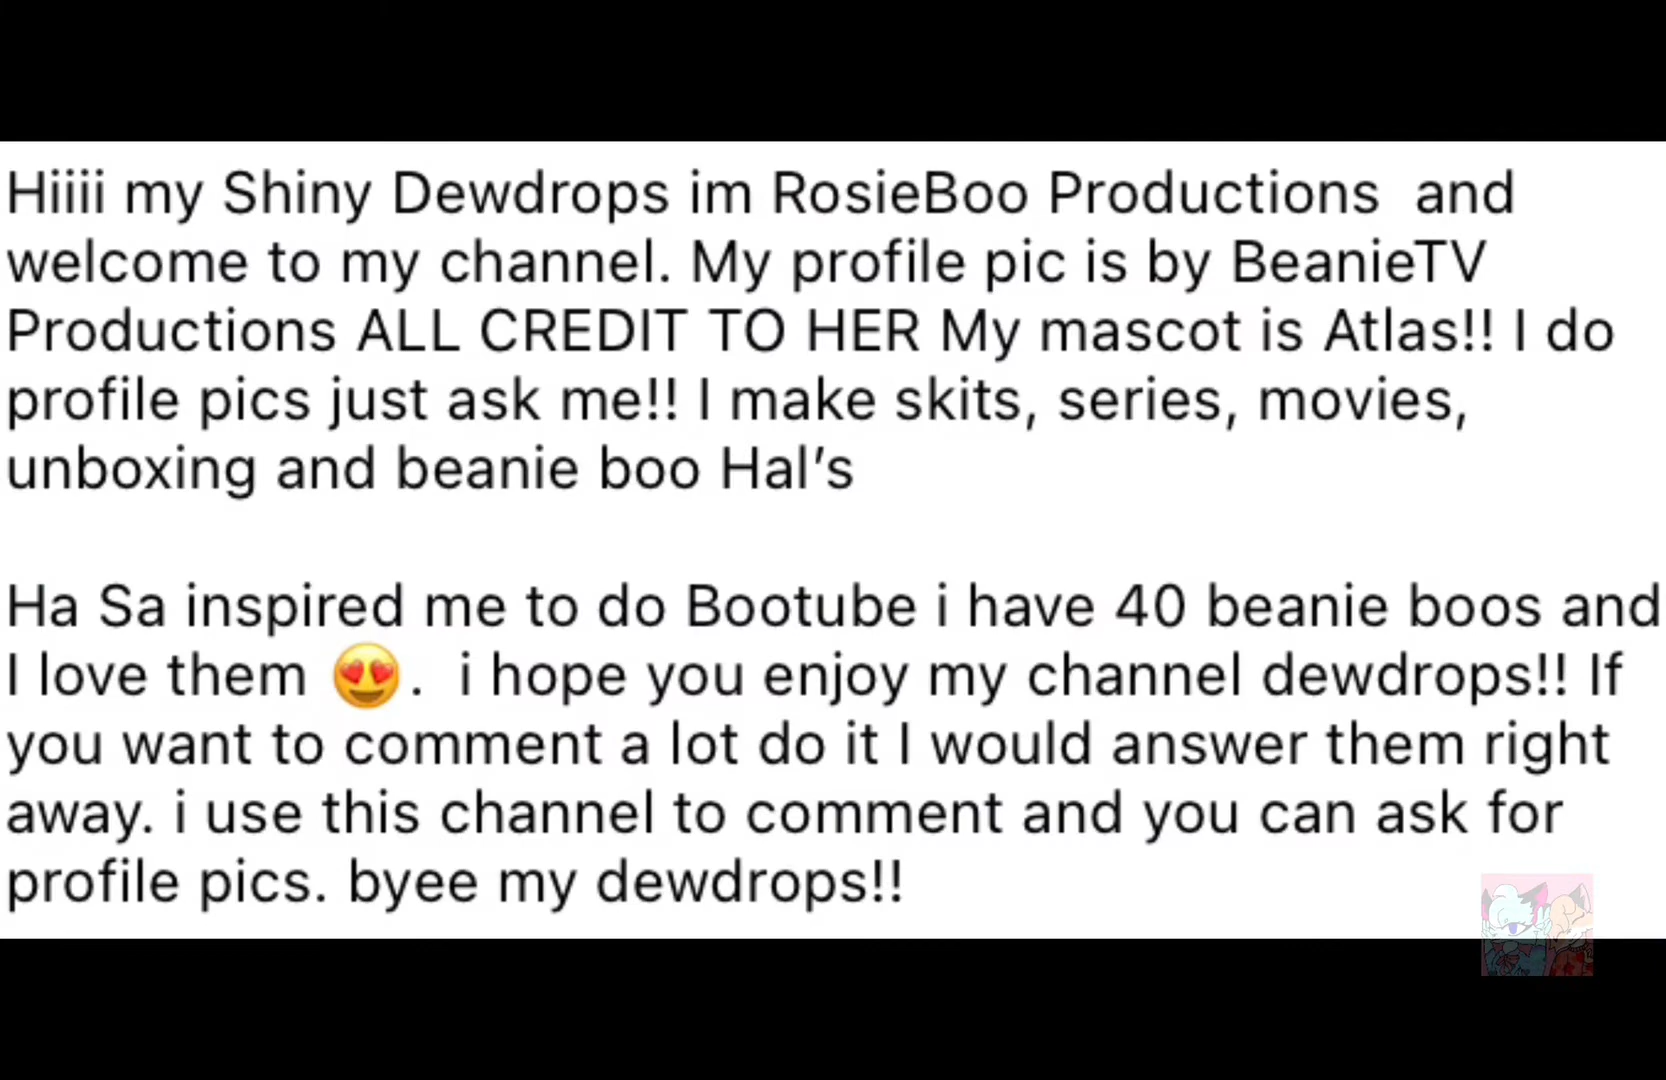 Hiiii my Shiny Dewdrops im RosieBoo Productions  and
welcome to my channel. My profile pic is by BeanieTV
Productions ALL CREDIT TO HER My mascot is Atlas!! I do
profile pics just ask me!! I make skits, series, movies,
unboxing and beanie boo Hal’s
Ha Sa inspired me to do Bootube i have 40 beanie boos and
I love them 😍.  i hope you enjoy my channel dewdrops!! If
you want to comment a lot do it I would answer them right
away. i use this channel to comment and you can ask for
profile pics. byee my dewdrops!!